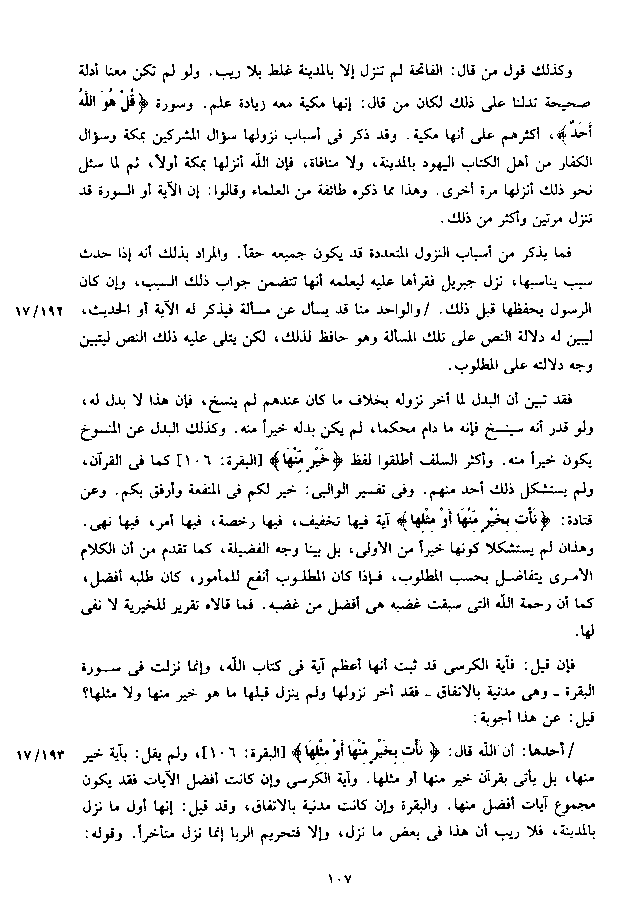 وكذلك قول من قال: الفاتحة لم تنزل إلا بالمدينة غلط بلا ريب. ولو لم تكن معنا أدلة
صحيحة تدلنا على ذلك لكان من قال: إنها مكية معه زيادة علم. وسورة ﴿قُلْ هُوَ اللَّهُ
أَحَدٌ﴾، أكثرهم على أنها مكية. وقد ذكر فى أسباب نزولها سؤال المشركين بمكة وسؤال
الكفار من أهل الكتاب اليهود بالمدينة، ولا منافاة، فإن الله أنزلها بمكة أولاً، ثم لما سئل
نحو ذلك أنزلها مرة أخرى. وهذا مما ذكره طائفة من العلماء وقالوا: إن الآية أو السورة قد
تنزل مرتين وأكثر من ذلك.
فما يذكر من أسباب النزول المتعددة قد يكون جميعه حقاً. والمراد بذلك أنه إذا حدث
سبب يناسبها، نزل جبريل فقرأها عليه ليعلمه أنها تتضمن جواب ذلك السبب، وإن كان
الرسول يحفظها قبل ذلك. /والواحد منا قد يسأل عن مسألة فيذكر له الآية أو الحديث، ١٧/١٩٢
ليبين له دلالة النص على تلك المسألة وهو حافظ لذلك، لكن يتلى عليه ذلك النص ليتبين
وجه دلالته على المطلوب.
فقد تبين أن البدل لما أخر نزوله بخلاف ما كان عندهم لم ينسخ، فإن هذا لا بدل له،
ولو قدر أنه سينسخ فإنه ما دام محكما، لم يكن بدله خيراً منه. وكذلك البدل عن المنسوخ
يكون خيراً منه. وأكثر السلف أطلقوا لفظ ﴿خَيْرٍ مِّنْهَا﴾ [البقرة: ١٠٦] كما فى القرآن،
ولم يستشكل ذلك أحد منهم. وفى تفسير الوالبى: خير لكم فى المنفعة وأرفق بكم. وعن
قتادة: ﴿نَأْتِ بِخَيْرٍ مِّنْهَا أَوْ مِثْلِهَا﴾ آية فيها تخفيف، فيها رخصة، فيها أمر، فيها نهى.
وهذان لم يستشكلا كونها خيراً من الأولى، بل بينا وجه الفضيلة، كما تقدم من أن الكلام
الأمرى يتفاضل بحسب المطلوب، فإذا كان المطلوب أنفع للمأمور، كان طلبه أفضل،
كما أن رحمة الله التى سبقت غضبه هى أفضل من غضبه. فما قالاه تقرير للخيرية لا نفى
لها.
فإن قيل: فآية الكرسى قد ثبت أنها أعظم آية فى كتاب الله، وإنما نزلت فى سورة
البقرة ـ وهى مدنية بالاتفاق ـ فقد أخر نزولها ولم ينزل قبلها ما هو خير منها ولا مثلها؟
قيل: عن هذا أجوبة:
/أحدها: أن الله قال: ﴿نَأْتِ بِخَيْرٍ مِّنْهَا أَوْ مِثْلِهَا﴾ [البقرة: ١٠٦]، ولم يقل: بآية خير ١٧/١٩٣
منها، بل يأتى بقرآن خير منها أو مثلها. وآية الكرسى وإن كانت أفضل الآيات فقد يكون
مجموع آيات أفضل منها. والبقرة وإن كانت مدنية بالاتفاق، وقد قيل: إنها أول ما نزل
بالمدينة، فلا ريب أن هذا فى بعض ما نزل، وإلا فتحريم الربا إنما نزل متأخراً. وقوله:
١٠٧